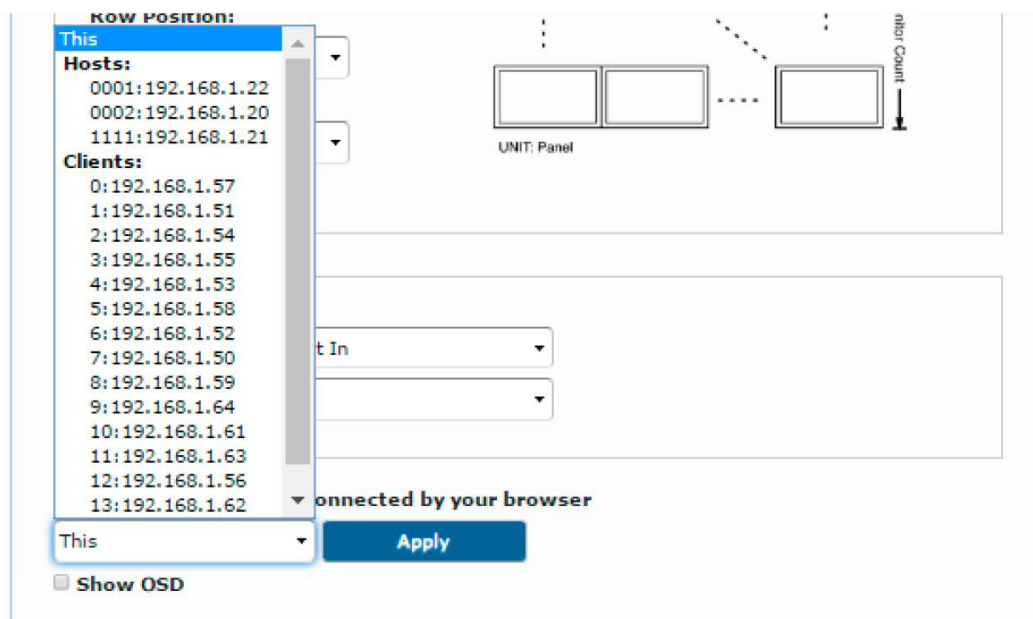 Row Position:
This
Hosts:
0001:192.168.1.22
0002:192.168.1.20
1111:192.168.1.21
Clients:
0:192.168.1.57
1:192.168.1.51
2:192.168.1.54
3:192.168.1.55
4:192.168.1.53
5:192.168.1.58
6:192.168.1.52
7:192.168.1.50
8:192.168.1.59
9:192.168.1.64
10:192.168.1.61
11:192.168.1.63
12:192.168.1.56
13:192.168.1.62
nitor Count
UNIT: Panel
t In
onnected by your browser
This
Apply
Show OSD